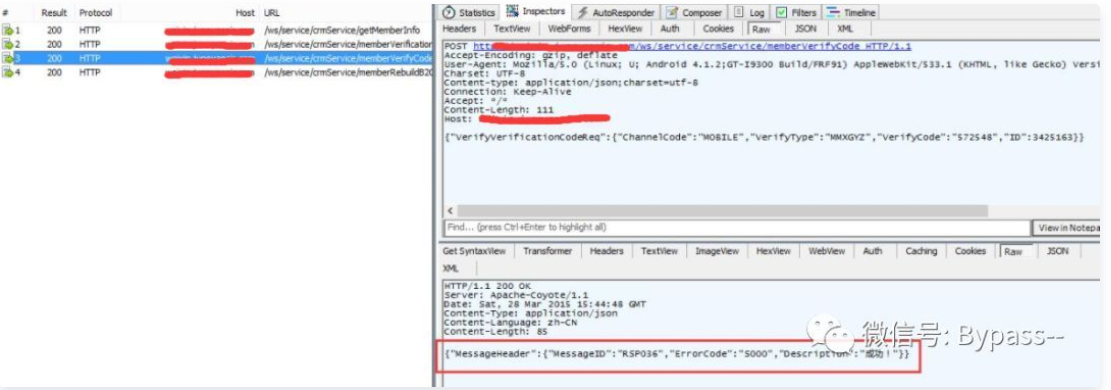 # Result Protocol Host URL
1 200 HTTP /ws/service/crmService/getMemberInfo
2 200 HTTP /ws/service/crmService/memberVerification
3 200 HTTP /ws/service/crmService/memberVerifyCode
4 200 HTTP /ws/service/crmService/memberRebuildB2C
Statistics Inspectors AutoResponder Composer Log Filters Timeline
Headers TextView WebForms HexView Auth Cookies Raw JSON XML
POST htt m/ws/service/crmService/memberVerifyCode HTTP/1.1
Accept-Encoding: gzip, deflate
User-Agent: Mozilla/5.0 (Linux; U; Android 4.1.2;GT-I9300 Build/FRF91) AppleWebKit/533.1 (KHTML, like Gecko) Versi
Charset: UTF-8
Content-type: application/json;charset=utf-8
Connection: Keep-Alive
Accept: */*
Content-Length: 111
Host:
{"VerifyVerificationCodeReq":{"ChannelCode":"MOBILE","VerifyType":"MMXGYZ","VerifyCode":"572548","ID":3425163}}
Find... (press Ctrl+Enter to highlight all) View in Notepa
Get SyntaxView Transformer Headers TextView ImageView HexView WebView Auth Caching Cookies Raw JSON
XML
HTTP/1.1 200 OK
Server: Apache-Coyote/1.1
Date: Sat, 28 Mar 2015 15:44:48 GMT
Content-Type: application/json
Content-Language: zh-CN
Content-Length: 85
微信号: Bypass--
{"MessageHeader":{"MessageID":"RSP036","ErrorCode":"S000","Description":"成功！"}}